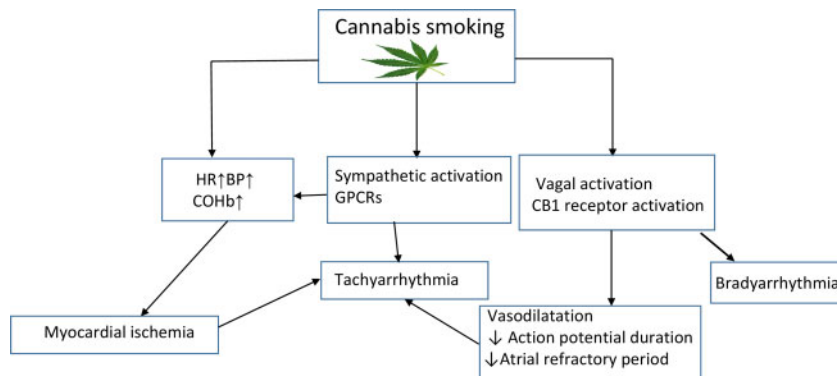 Cannabis smoking
HR↑BP↑
COHb↑
Sympathetic activation
GPCRs
Vagal activation
CB1 receptor activation
Tachyarrhythmia
Bradyarrhythmia
Myocardial ischemia
Vasodilatation
↓ Action potential duration
↓Atrial refractory period